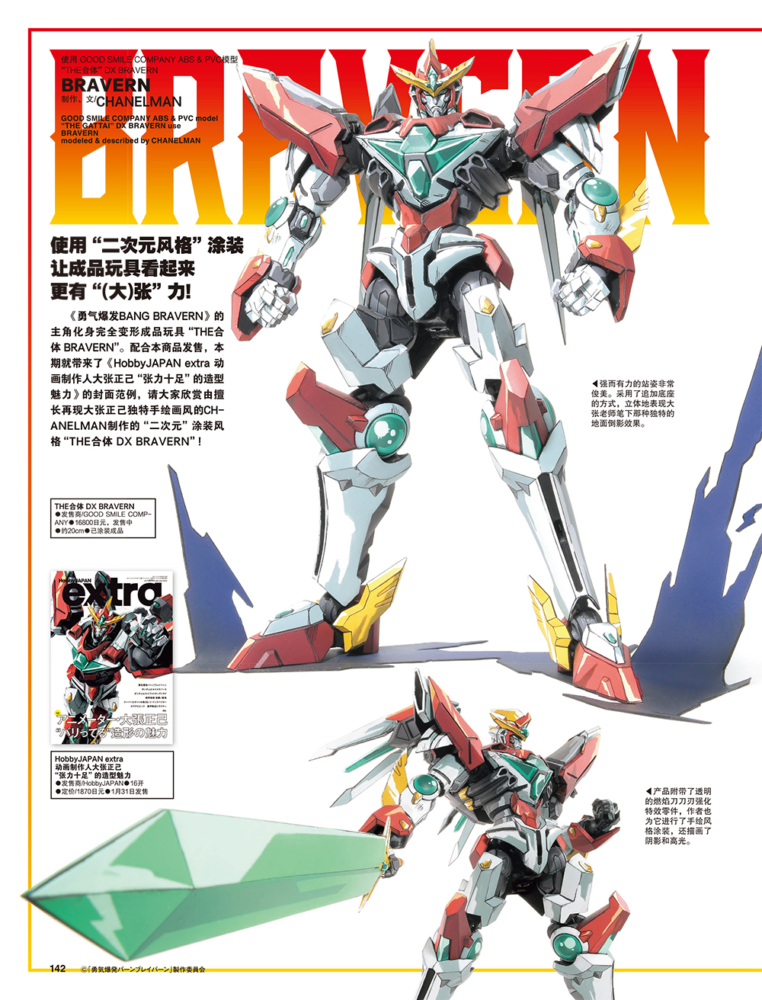 BRAVERN
使用 GOOD SMILE COMPANY ABS & PVC模型
“THE合体” DX BRAVERN
BRAVERN
制作、文/CHANELMAN
GOOD SMILE COMPANY ABS & PVC model
"THE GATTAI" DX BRAVERN use
BRAVERN
modeled & described by CHANELMAN
使用“二次元风格”涂装
让成品玩具看起来
更有“(大)张”力!
《勇气爆发BANG BRAVERN》的
主角化身完全变形成品玩具“THE合
体 BRAVERN”。配合本商品发售，本
期就带来了《HobbyJAPAN extra 动
画制作人大张正己“张力十足”的造型
魅力》的封面范例，请大家欣赏由擅
长再现大张正己独特手绘画风的CH-
ANELMAN制作的“二次元”涂装风
格“THE合体 DX BRAVERN”！
◀强而有力的站姿非常
俊美。采用了追加底座
的方式，立体地表现大
张老师笔下那种独特的
地面倒影效果。
THE合体 DX BRAVERN
●发售商/GOOD SMILE COMP-
ANY●16800日元，发售中
●约20cm●已涂装成品
HobbyJAPAN
extra
アニメーター・大張正己
“バリってる”造形の魅力
HobbyJAPAN extra
动画制作人大张正己
“张力十足”的造型魅力
●发售商/HobbyJAPAN●16开
●定价/1870日元●1月31日发售
◀产品附带了透明
的燃焰刀刀刃强化
特效零件，作者也
为它进行了手绘风
格涂装，还描画了
阴影和高光。
142
©「勇気爆発バーンブレイバーン」製作委員会